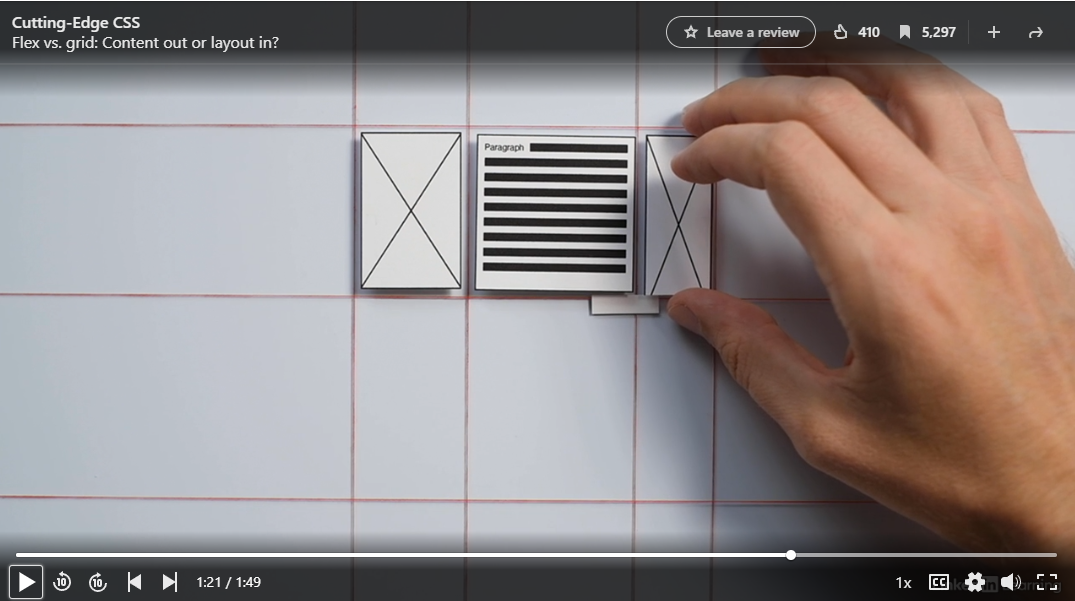 Cutting-Edge CSS
Flex vs. grid: Content out or layout in?
Leave a review
410
5,297
Paragraph
10
10
1:21 / 1:49
1x
CC